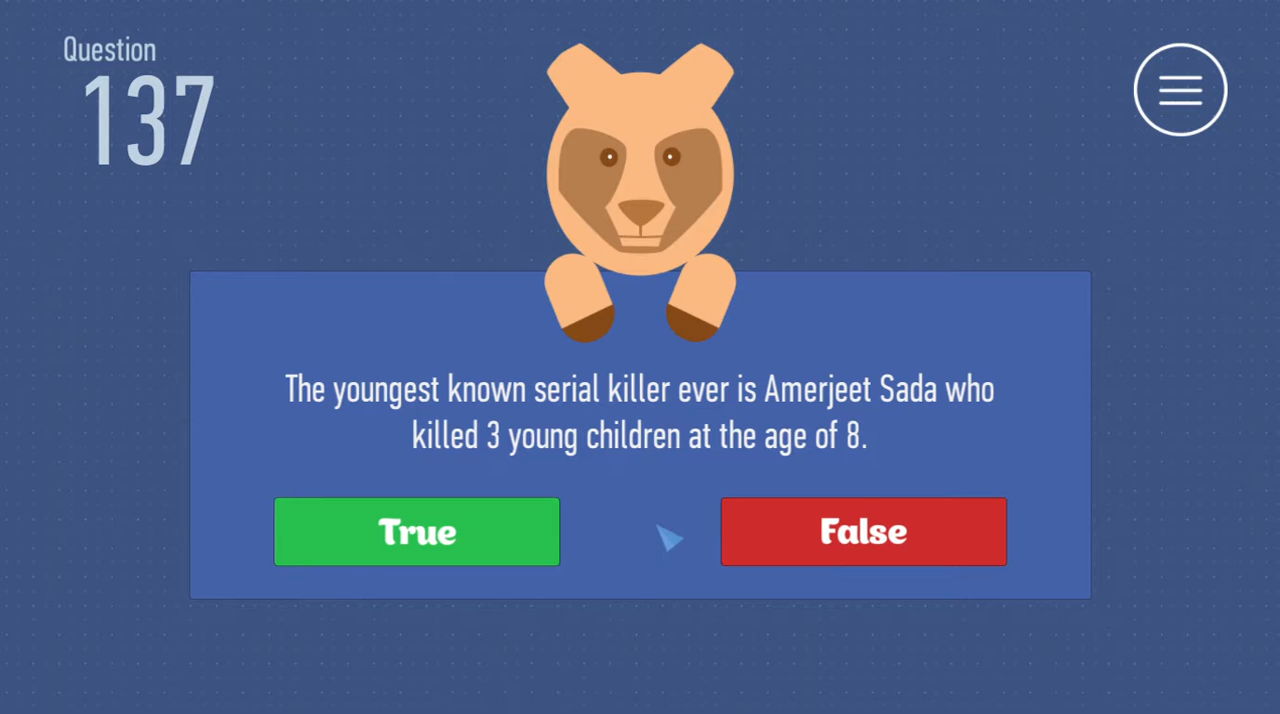 Question
137
The youngest known serial killer ever is Amerjeet Sada who
killed 3 young children at the age of 8.
True
False